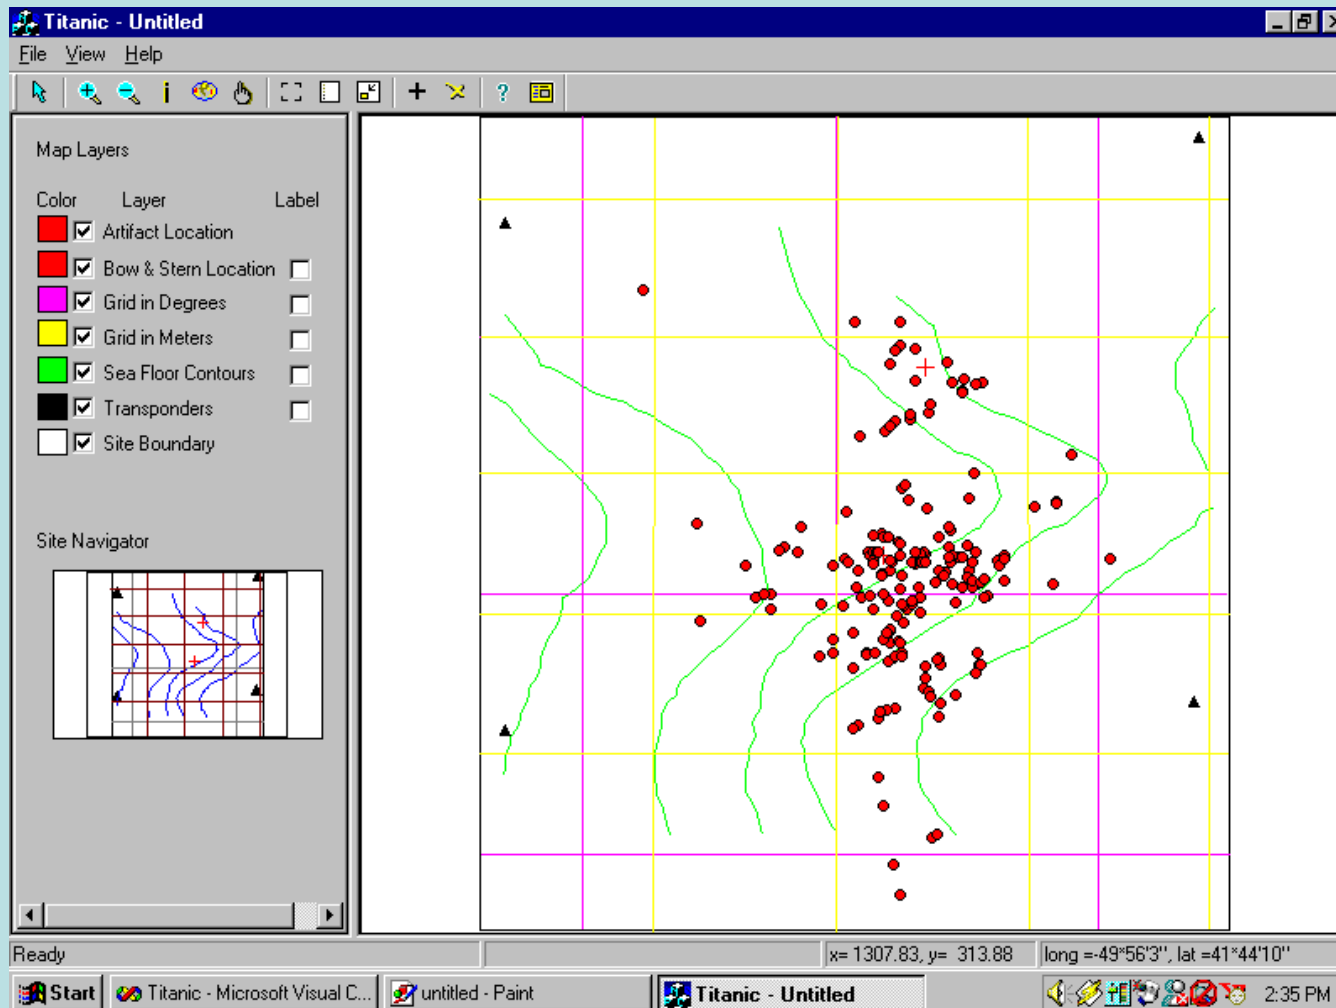 Titanic - Untitled
File View Help
Map Layers
Color Layer Label
Artifact Location
Bow & Stern Location
Grid in Degrees
Grid in Meters
Sea Floor Contours
Transponders
Site Boundary
Site Navigator
Ready x= 1307.83, y= 313.88 long =-49*56'3'', lat =41*44'10''
Start Titanic - Microsoft Visual C... untitled - Paint Titanic - Untitled 2:35 PM